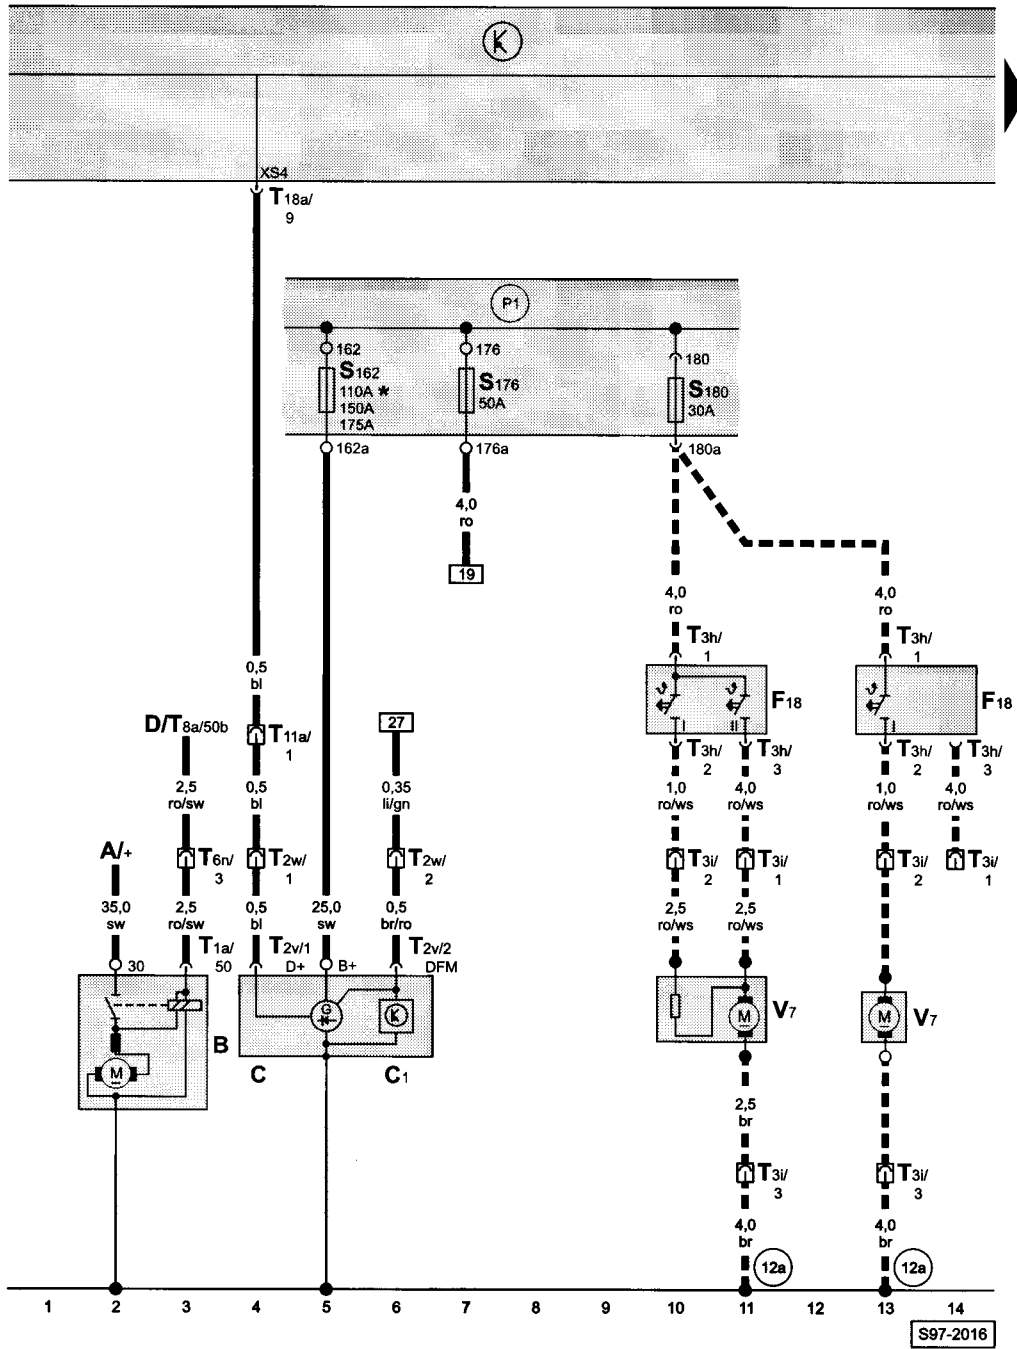 XS4
T18a/
9
P1
162
176
180
S162
110A *
150A
175A
S176
50A
S180
30A
162a
176a
180a
4,0
ro
19
4,0
ro
4,0
ro
T3h/
1
T3h/
1
0,5
bl
F18
F18
I
II
I
D/T8a/50b
T11a/
1
27
T3h/
2
T3h/
3
T3h/
2
T3h/
3
2,5
ro/sw
0,5
bl
0,35
li/gn
1,0
ro/ws
4,0
ro/ws
1,0
ro/ws
4,0
ro/ws
A/+
T6n/
3
T2w/
1
T2w/
2
T3i/
2
T3i/
1
T3i/
2
T3i/
1
35,0
sw
2,5
ro/sw
0,5
bl
25,0
sw
0,5
br/ro
2,5
ro/ws
2,5
ro/ws
30
T1a/
50
T2v/1
D+
B+
T2v/2
DFM
G
M
B
C
C1
M
V7
M
V7
2,5
br
T3i/
3
T3i/
3
4,0
br
4,0
br
12a
12a
1 2 3 4 5 6 7 8 9 10 11 12 13 14
S97-2016